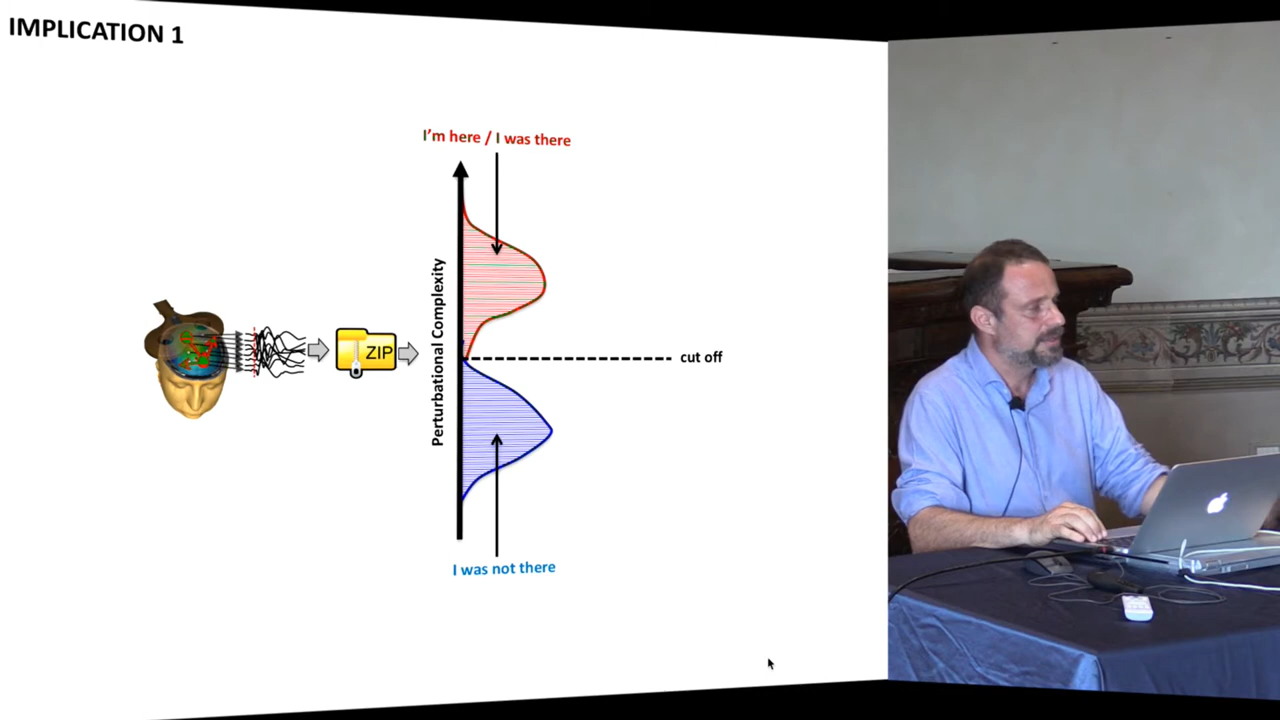 IMPLICATION 1
I'm here / I was there
Perturbational Complexity
ZIP
cut off
I was not there